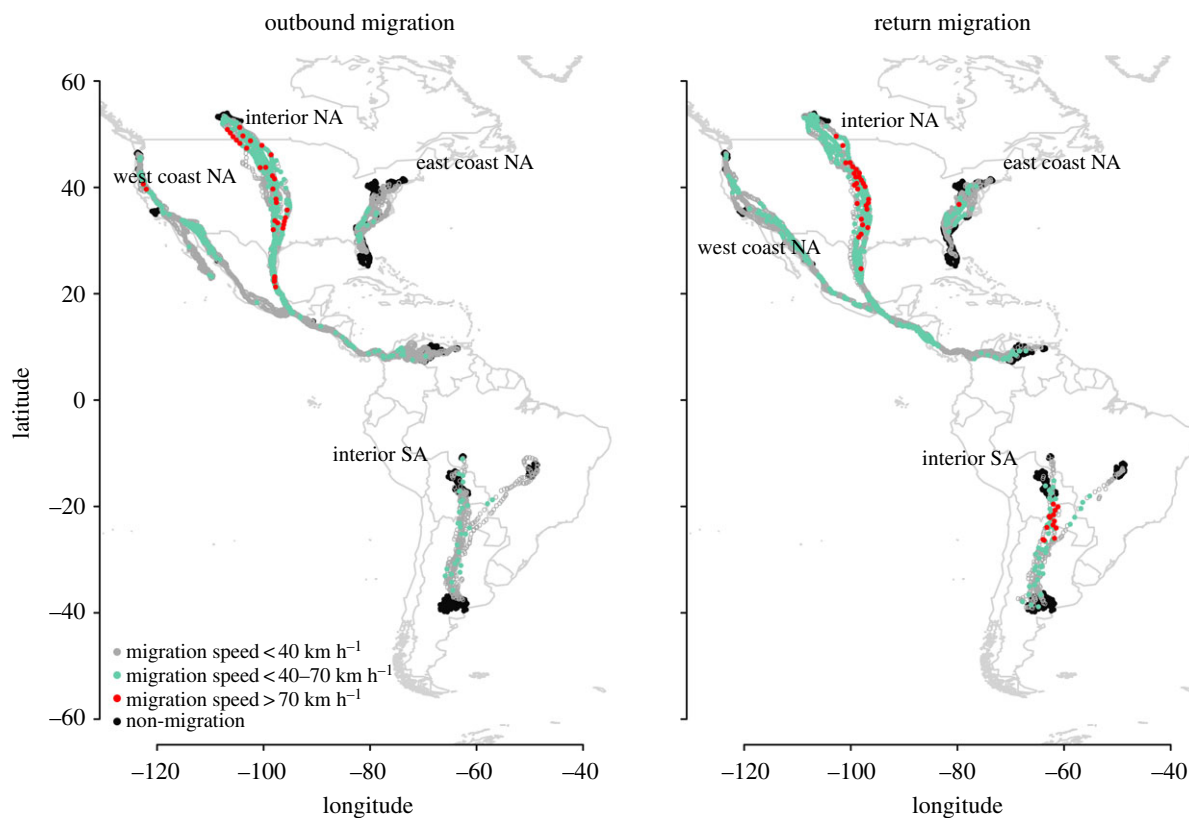 outbound migration
return migration
60
40
20
0
−20
−40
−60
latitude
interior NA
west coast NA
east coast NA
interior SA
migration speed < 40 km h⁻¹
migration speed < 40–70 km h⁻¹
migration speed > 70 km h⁻¹
non-migration
−120
−100
−80
−60
−40
longitude
interior NA
east coast NA
west coast NA
interior SA
−120
−100
−80
−60
−40
longitude